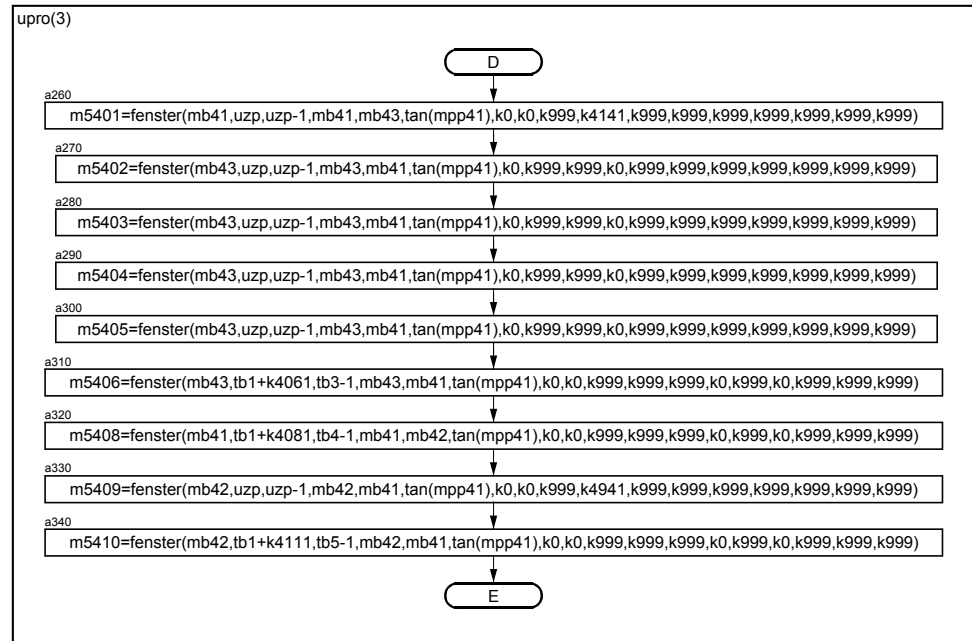 upro(3)
D
a260
m5401=fenster(mb41,uzp,uzp-1,mb41,mb43,tan(mpp41),k0,k0,k999,k4141,k999,k999,k999,k999,k999,k999,k999)
a270
m5402=fenster(mb43,uzp,uzp-1,mb43,mb41,tan(mpp41),k0,k999,k999,k0,k999,k999,k999,k999,k999,k999,k999)
a280
m5403=fenster(mb43,uzp,uzp-1,mb43,mb41,tan(mpp41),k0,k999,k999,k0,k999,k999,k999,k999,k999,k999,k999)
a290
m5404=fenster(mb43,uzp,uzp-1,mb43,mb41,tan(mpp41),k0,k999,k999,k0,k999,k999,k999,k999,k999,k999,k999)
a300
m5405=fenster(mb43,uzp,uzp-1,mb43,mb41,tan(mpp41),k0,k999,k999,k0,k999,k999,k999,k999,k999,k999,k999)
a310
m5406=fenster(mb43,tb1+k4061,tb3-1,mb43,mb41,tan(mpp41),k0,k0,k999,k999,k999,k0,k999,k0,k999,k999,k999)
a320
m5408=fenster(mb41,tb1+k4081,tb4-1,mb41,mb42,tan(mpp41),k0,k0,k999,k999,k999,k0,k999,k0,k999,k999,k999)
a330
m5409=fenster(mb42,uzp,uzp-1,mb42,mb41,tan(mpp41),k0,k0,k999,k4941,k999,k999,k999,k999,k999,k999,k999)
a340
m5410=fenster(mb42,tb1+k4111,tb5-1,mb42,mb41,tan(mpp41),k0,k0,k999,k999,k999,k0,k999,k0,k999,k999,k999)
E